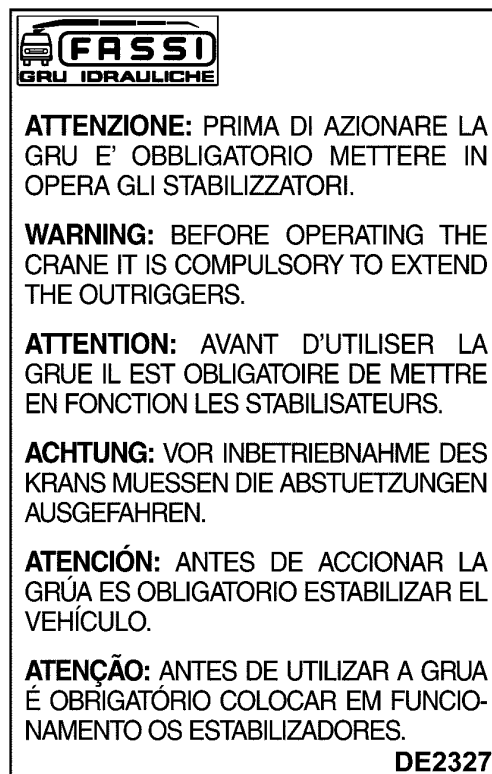 FASSI
GRU IDRAULICHE
ATTENZIONE: PRIMA DI AZIONARE LA
GRU E' OBBLIGATORIO METTERE IN
OPERA GLI STABILIZZATORI.
WARNING: BEFORE OPERATING THE
CRANE IT IS COMPULSORY TO EXTEND
THE OUTRIGGERS.
ATTENTION: AVANT D'UTILISER LA
GRUE IL EST OBLIGATOIRE DE METTRE
EN FONCTION LES STABILISATEURS.
ACHTUNG: VOR INBETRIEBNAHME DES
KRANS MUESSEN DIE ABSTUETZUNGEN
AUSGEFAHREN.
ATENCIÓN: ANTES DE ACCIONAR LA
GRÚA ES OBLIGATORIO ESTABILIZAR EL
VEHÍCULO.
ATENÇÃO: ANTES DE UTILIZAR A GRUA
É OBRIGATÓRIO COLOCAR EM FUNCIO-
NAMENTO OS ESTABILIZADORES.
DE2327